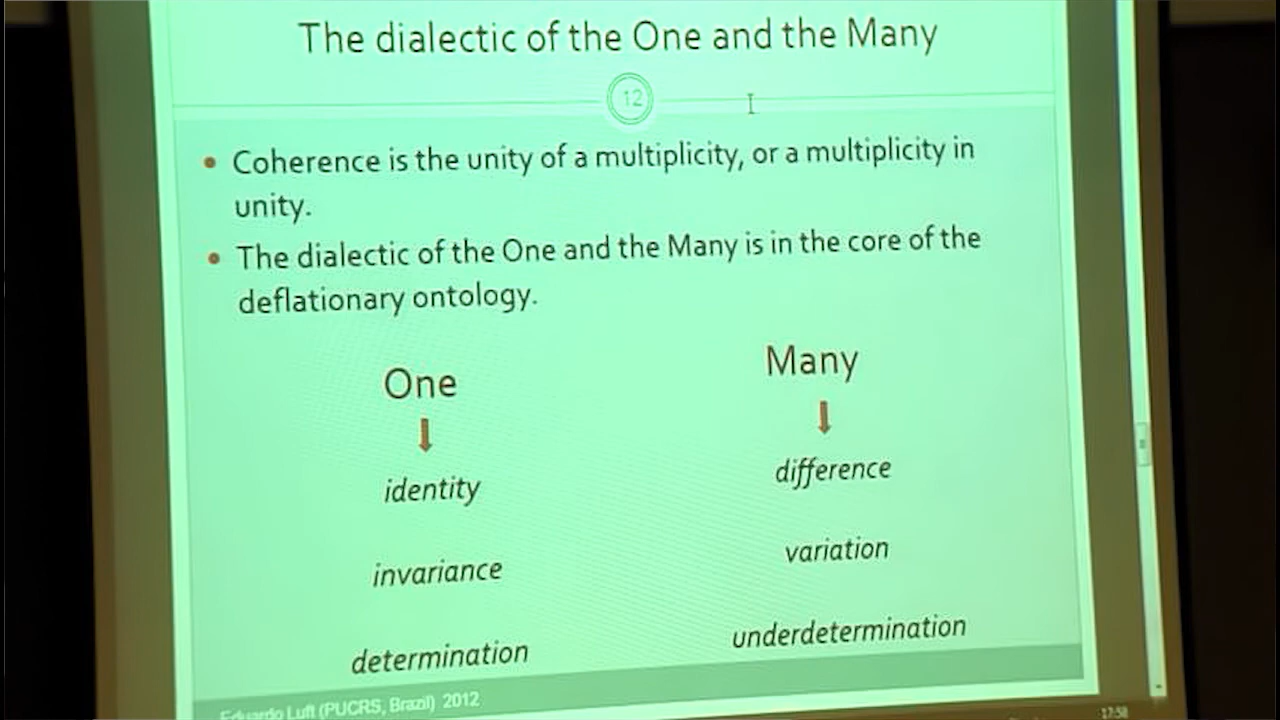 The dialectic of the One and the Many
12
Coherence is the unity of a multiplicity, or a multiplicity in
unity.
The dialectic of the One and the Many is in the core of the
deflationary ontology.
One Many
identity difference
invariance variation
determination underdetermination
Eduardo Luft (PUCRS, Brazil) 2012
17:58